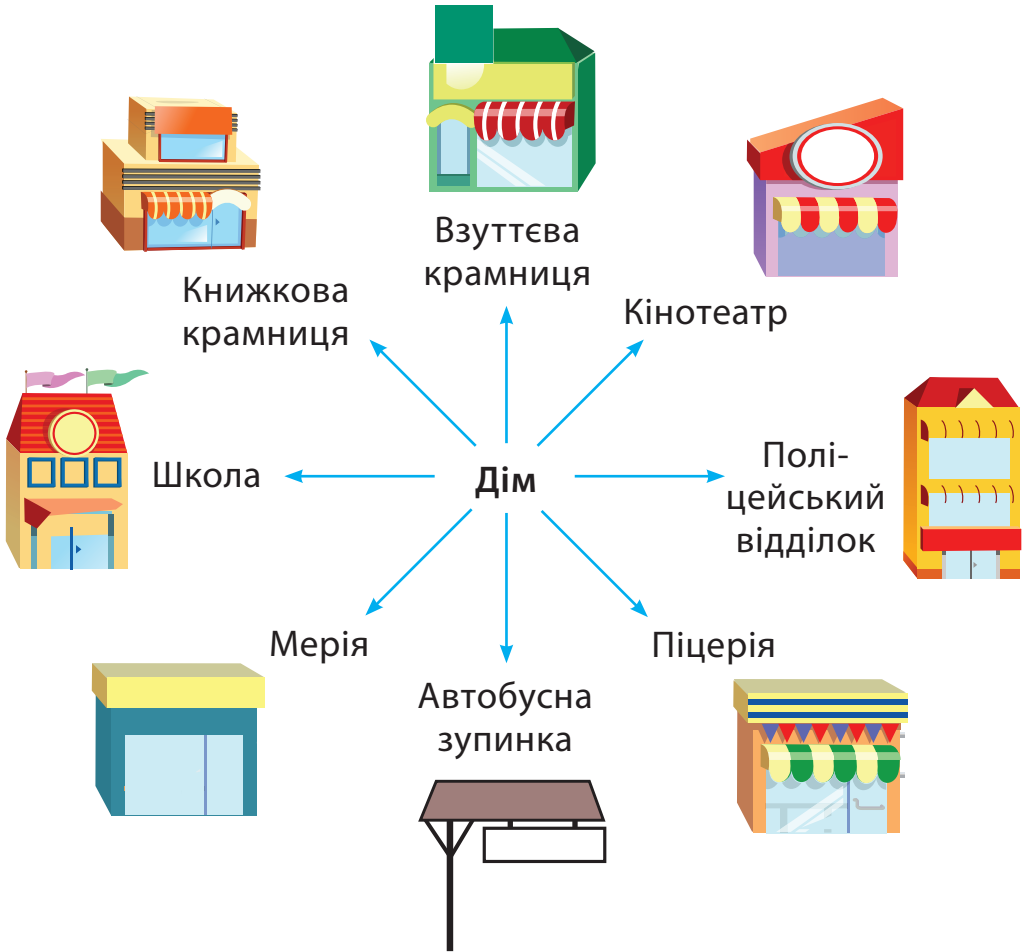 Взуттєва
крамниця
Книжкова
крамниця
Кінотеатр
Школа
Дім
Полі-
цейський
відділок
Мерія
Піцерія
Автобусна
зупинка